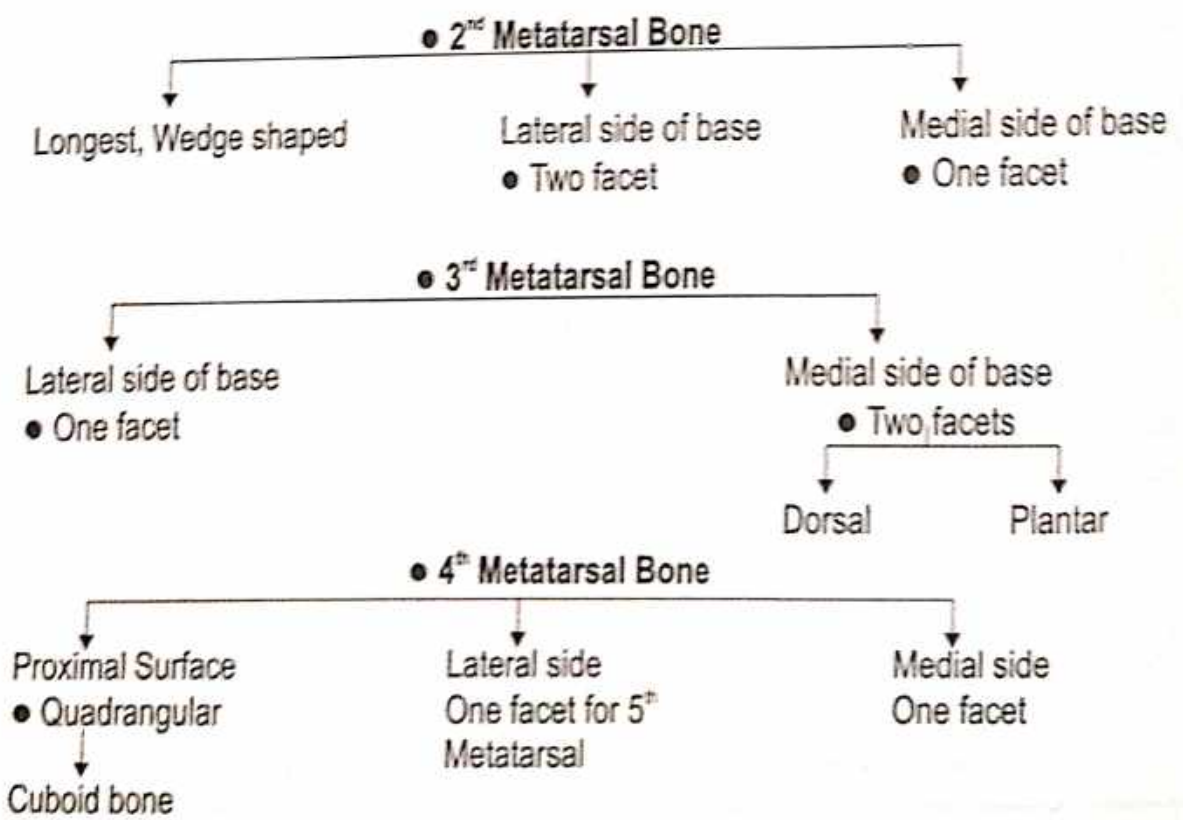 ● 2nd Metatarsal Bone
Longest, Wedge shaped
Lateral side of base
● Two facet
Medial side of base
● One facet
● 3rd Metatarsal Bone
Lateral side of base
● One facet
Medial side of base
● Two facets
Dorsal
Plantar
● 4th Metatarsal Bone
Proximal Surface
● Quadrangular
Cuboid bone
Lateral side
One facet for 5th
Metatarsal
Medial side
One facet